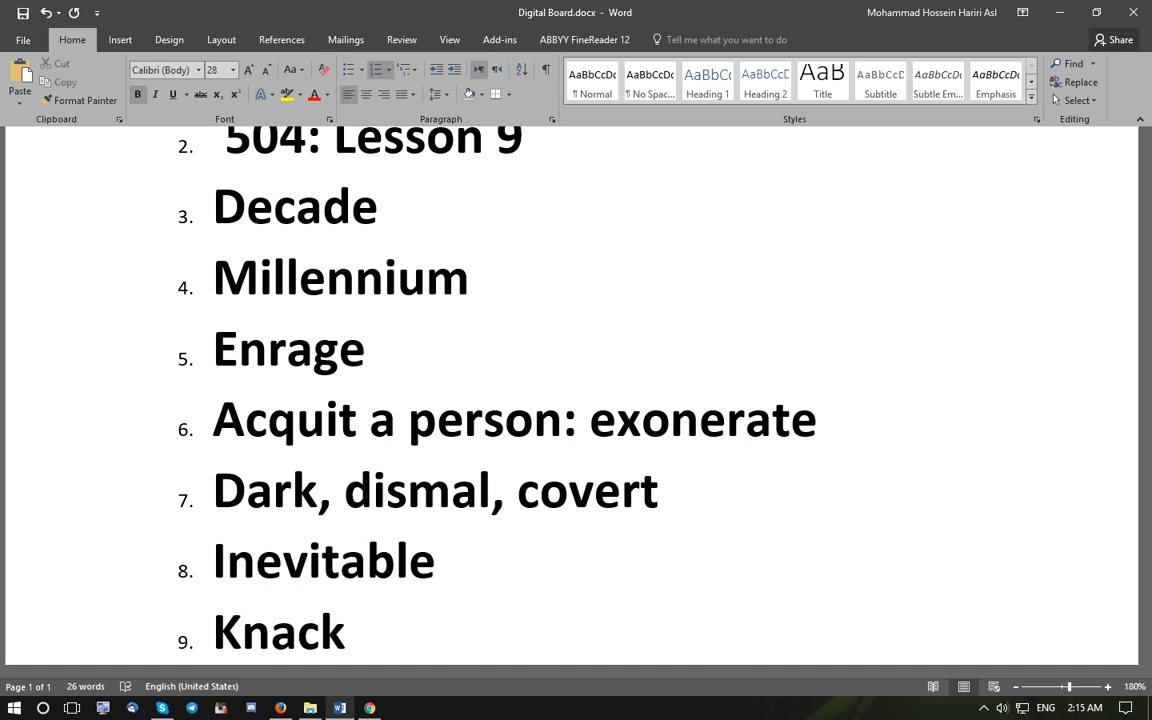 Digital Board.docx - Word
Mohammad Hossein Hariri Asl
File Home Insert Design Layout References Mailings Review View Add-ins ABBYY FineReader 12 Tell me what you want to do Share
Paste Cut Copy Format Painter
Calibri (Body) 28
AaBbCcDc AaBbCcDc AaBbCc AaBbCcD AaB AaBbCcD AaBbCcDc AaBbCcDc
¶ Normal ¶ No Spac... Heading 1 Heading 2 Title Subtitle Subtle Em... Emphasis
Find Replace Select
Clipboard Font Paragraph Styles Editing
2. 504: Lesson 9
3. Decade
4. Millennium
5. Enrage
6. Acquit a person: exonerate
7. Dark, dismal, covert
8. Inevitable
9. Knack
Page 1 of 1 26 words English (United States) 180%
ENG 2:15 AM